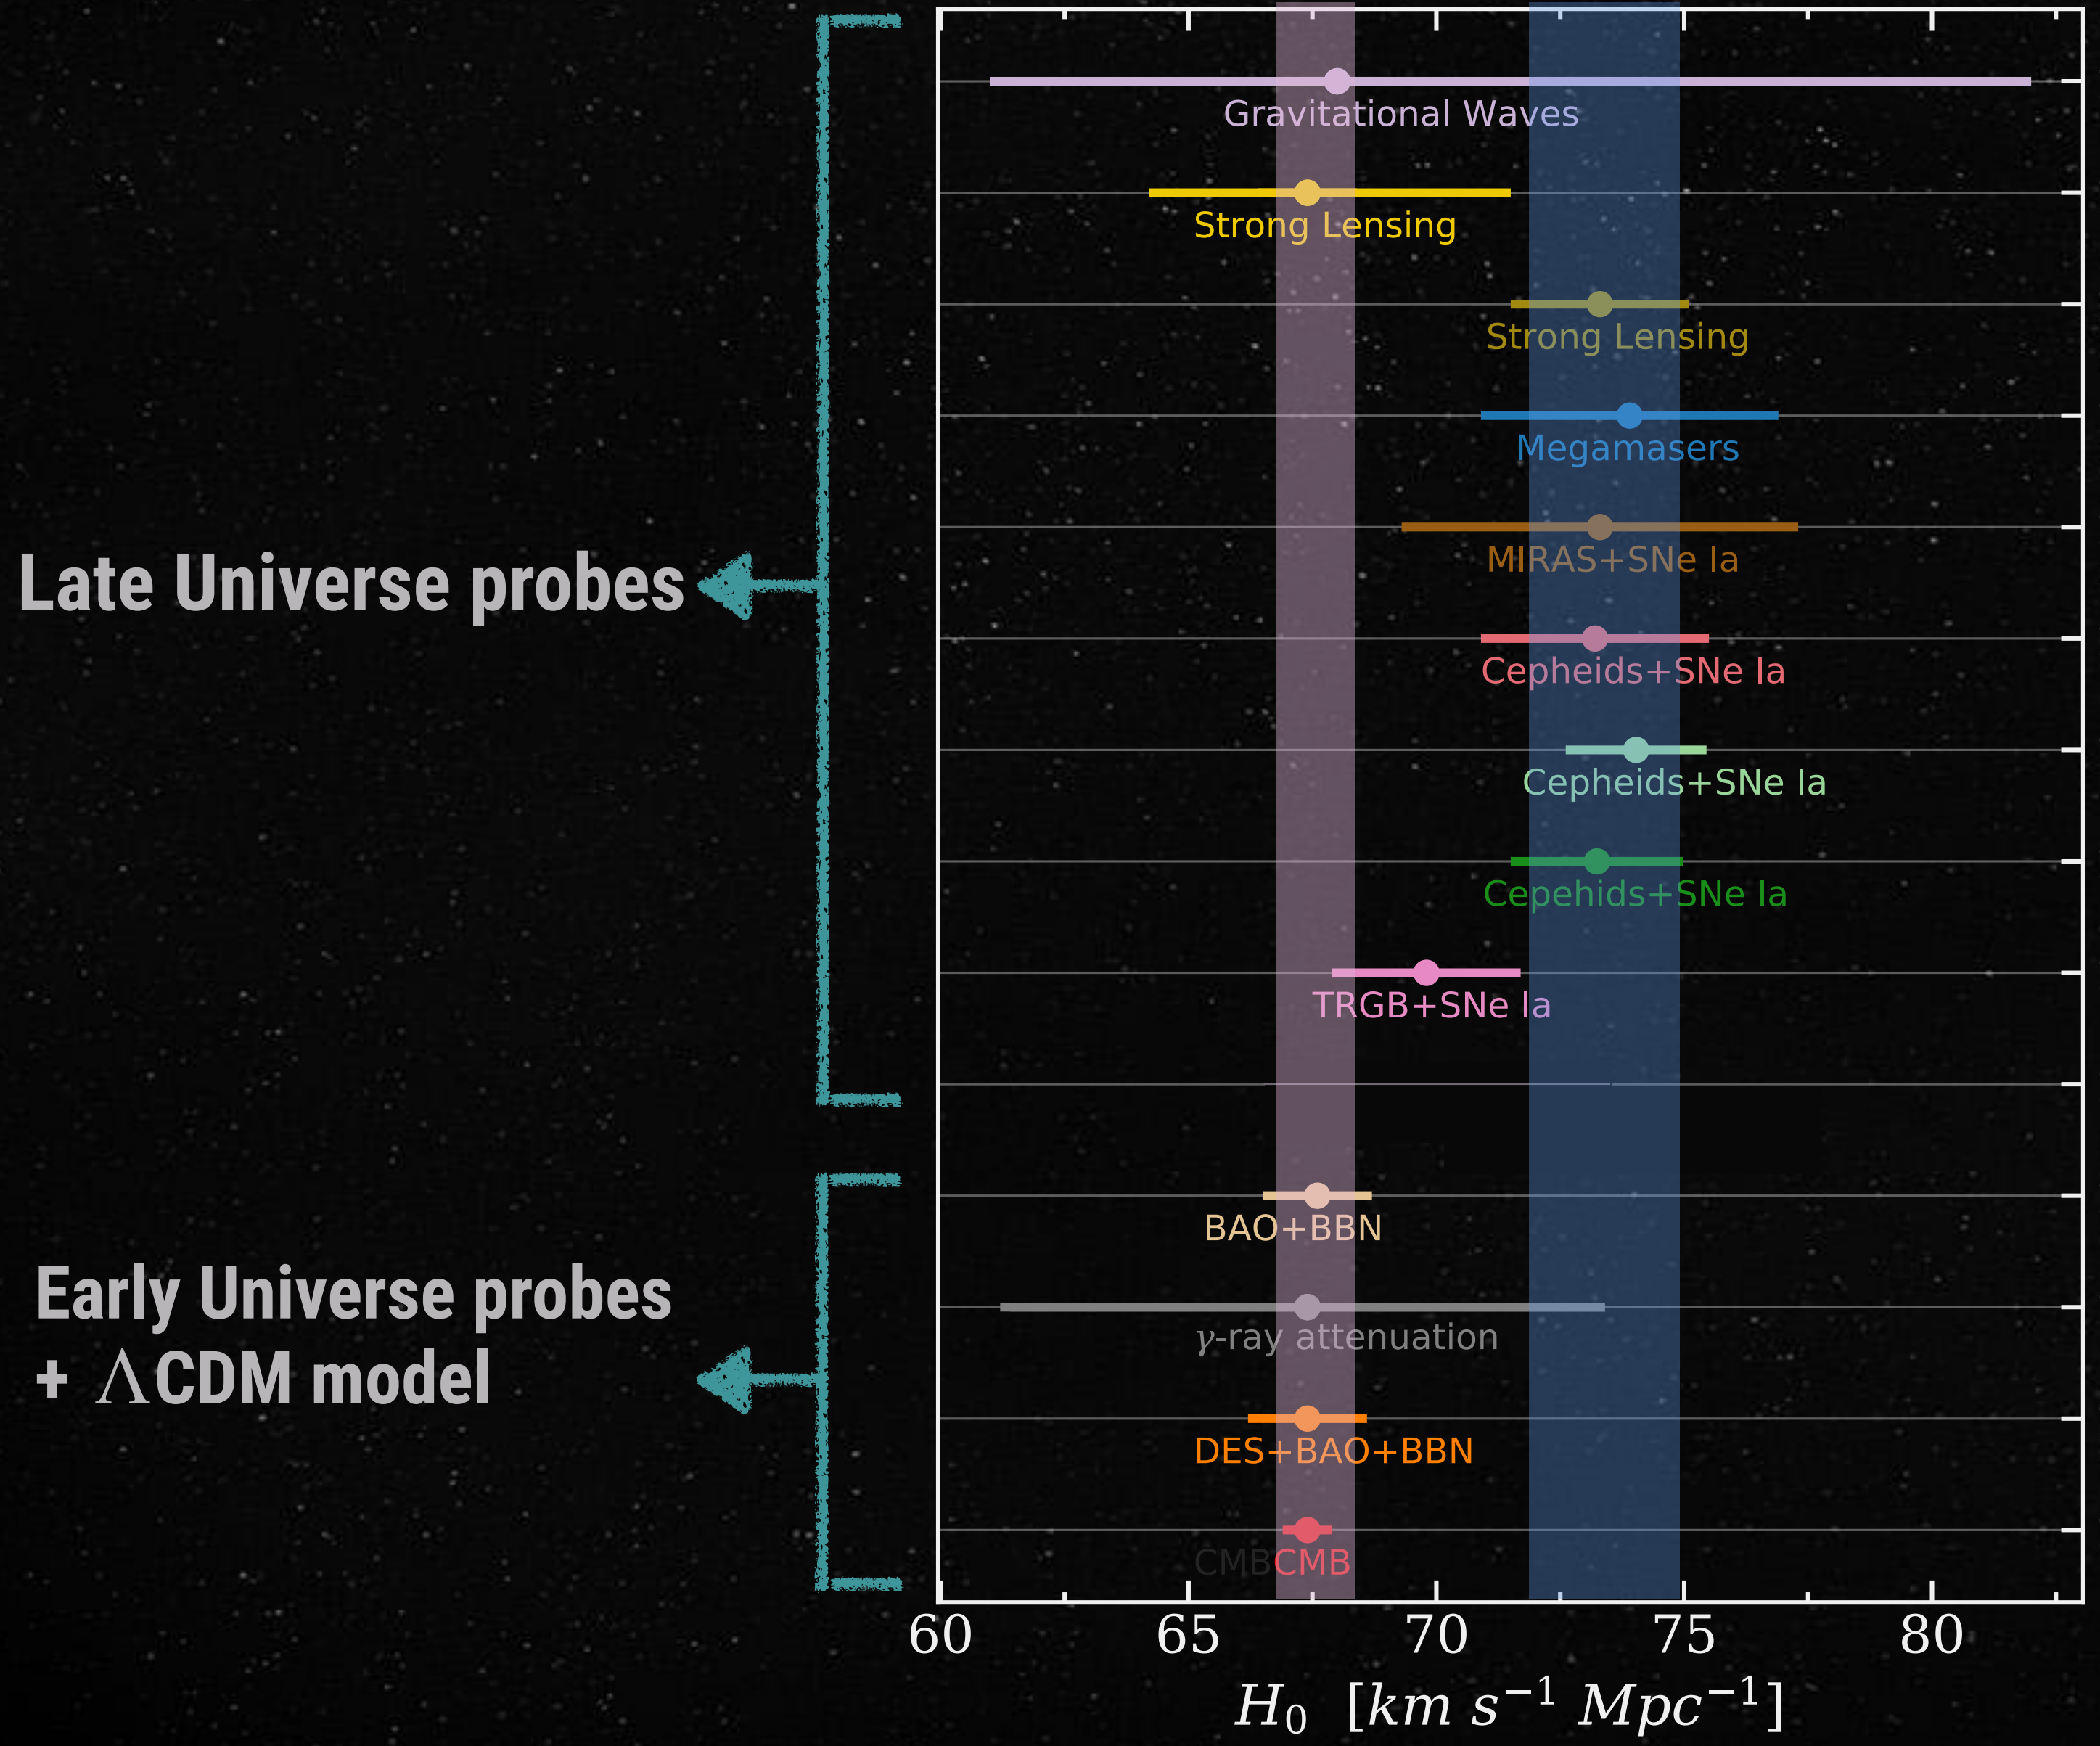 Gravitational Waves
Strong Lensing
Strong Lensing
Megamasers
MIRAS+SNe Ia
Late Universe probes
Cepheids+SNe Ia
Cepheids+SNe Ia
Cepehids+SNe Ia
TRGB+SNe Ia
BAO+BBN
Early Universe probes
+ ΛCDM model
γ-ray attenuation
DES+BAO+BBN
CMB CMB
60 65 70 75 80
H₀ [km s⁻¹ Mpc⁻¹]